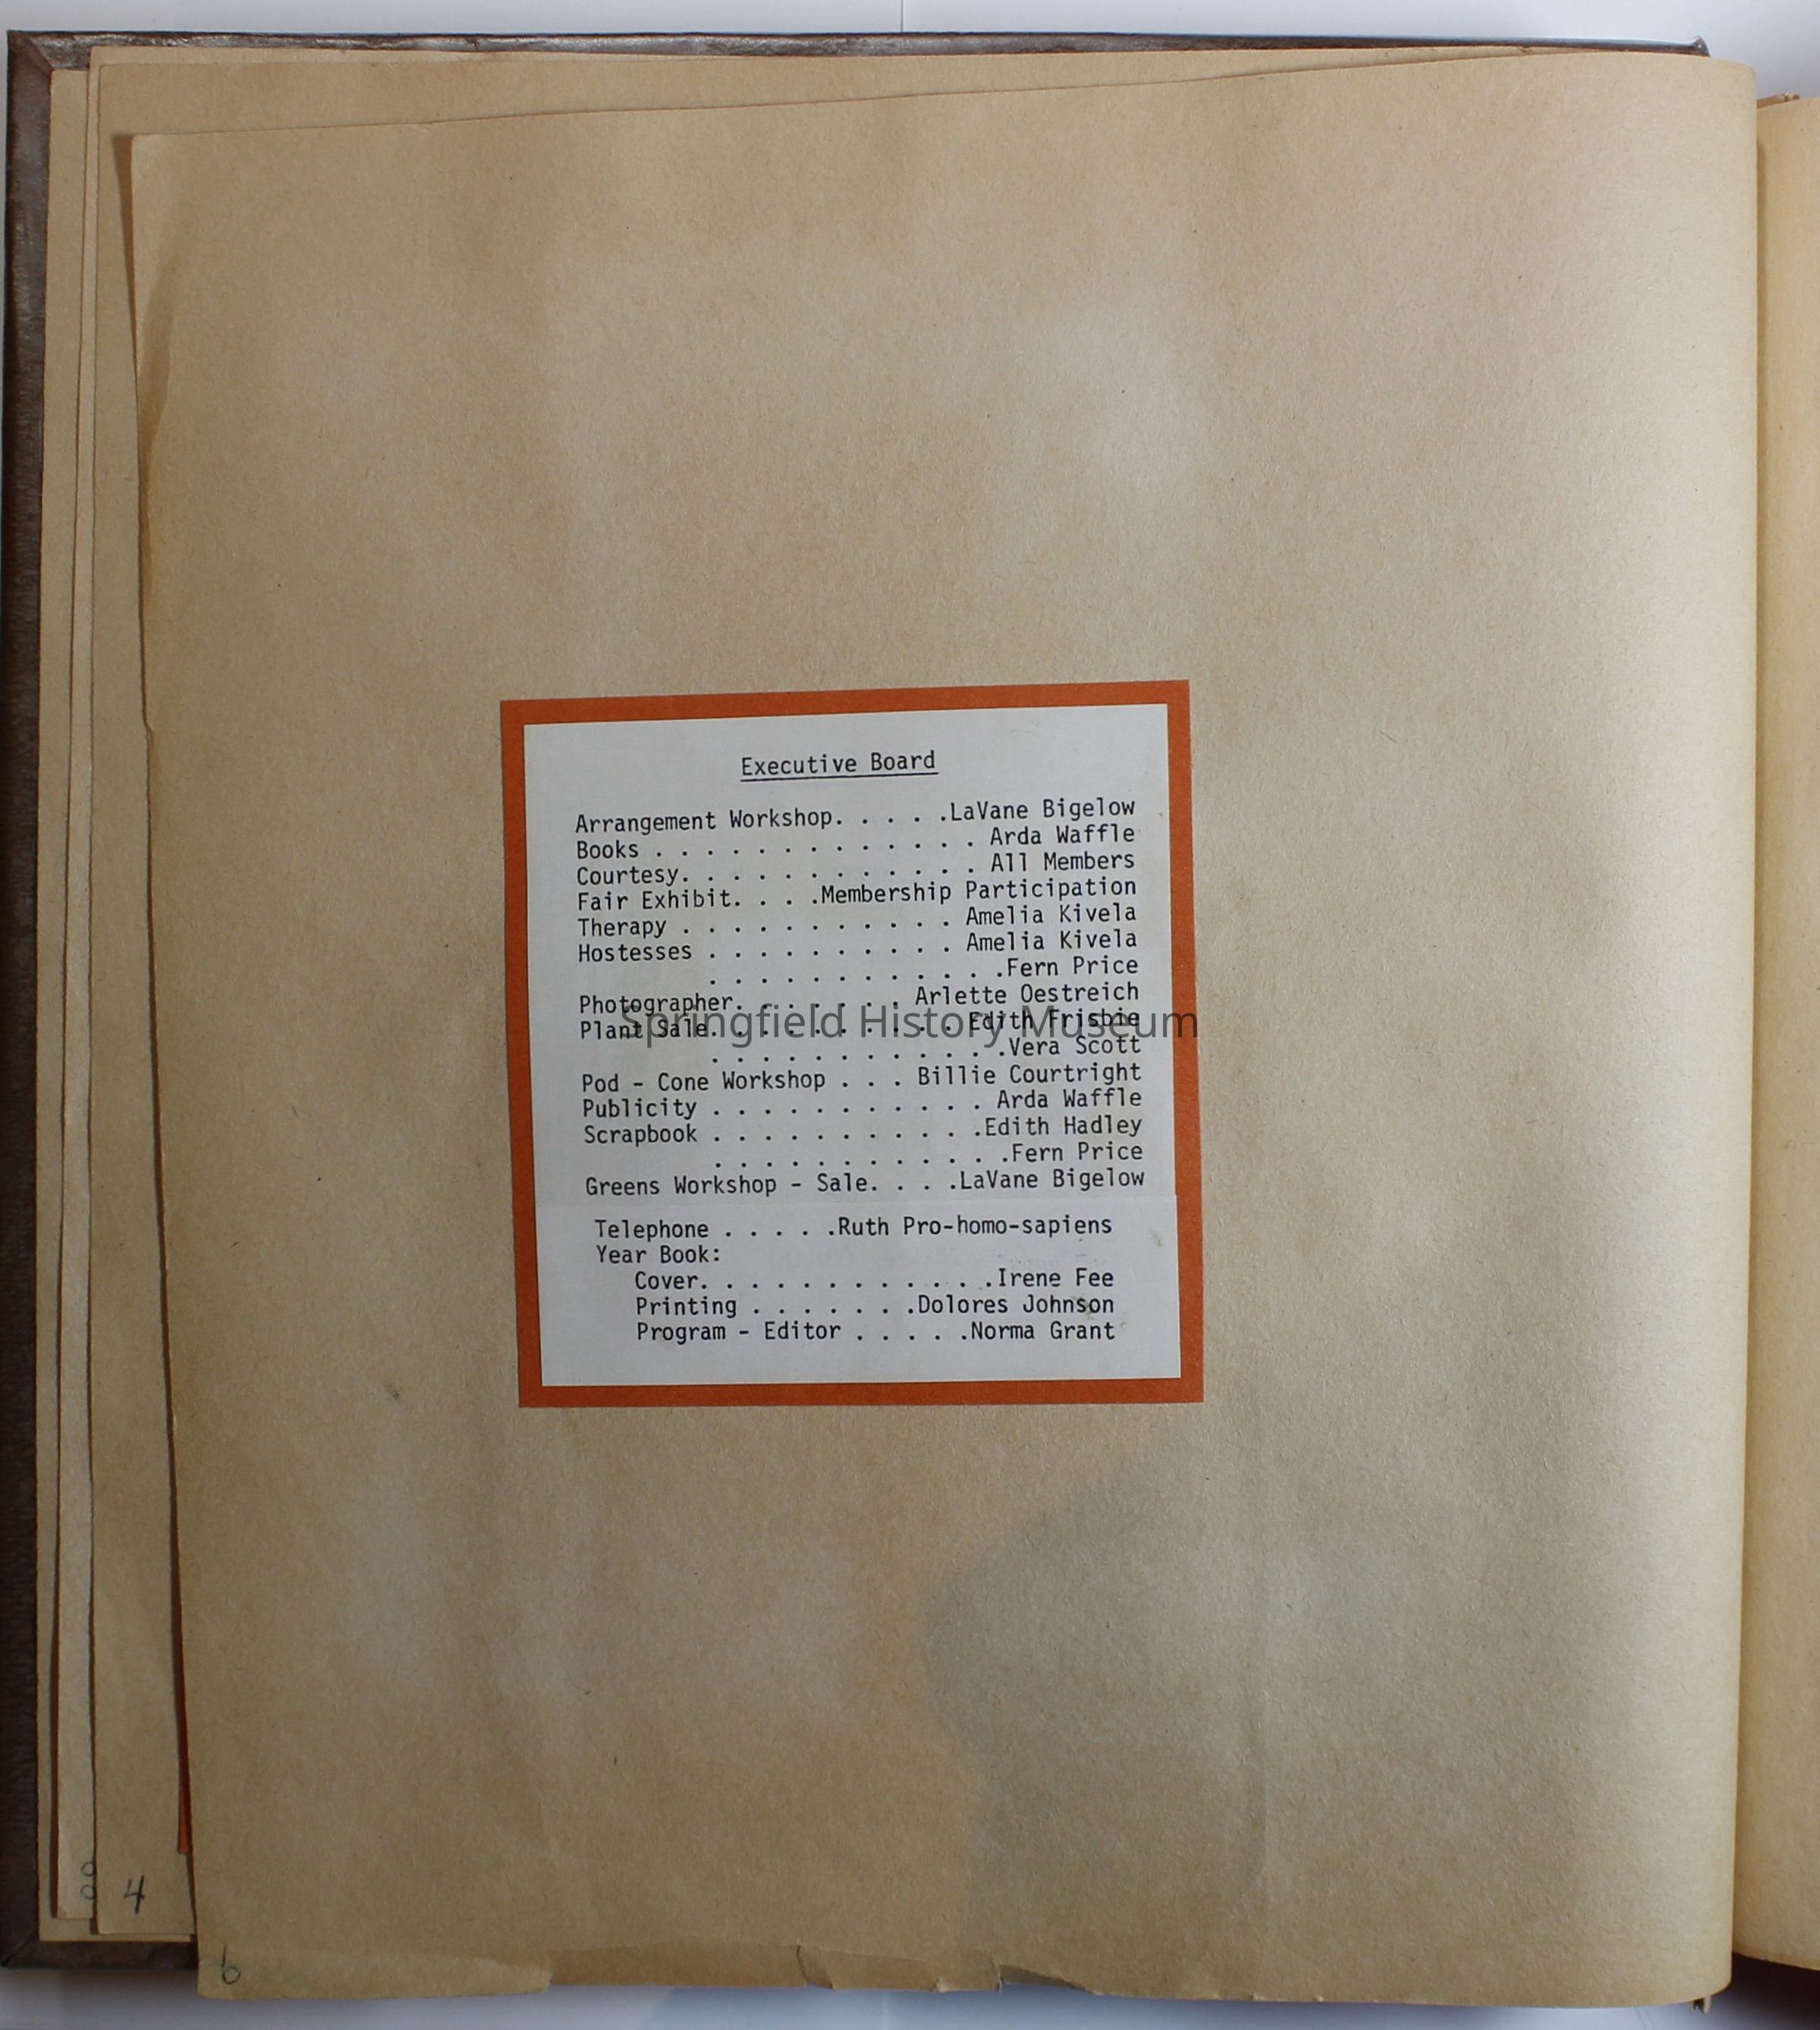 Executive Board
Arrangement Workshop. . . . .LaVane Bigelow
Books . . . . . . . . . . . . . Arda Waffle
Courtesy. . . . . . . . . . . . All Members
Fair Exhibit. . . .Membership Participation
Therapy . . . . . . . . . . . Amelia Kivela
Hostesses . . . . . . . . . . Amelia Kivela
. . . . . . . . . . . .Fern Price
Photographer. . . . . . . Arlette Oestreich
Plant Sale. . . . . . . . . . Edith Frisbie
. . . . . . . . . . . .Vera Scott
Springfield History Museum
Pod - Cone Workshop . . . Billie Courtright
Publicity . . . . . . . . . . . Arda Waffle
Scrapbook . . . . . . . . . . .Edith Hadley
. . . . . . . . . . . .Fern Price
Greens Workshop - Sale. . . .LaVane Bigelow
Telephone . . . . .Ruth Pro-homo-sapiens
Year Book:
Cover. . . . . . . . . . . .Irene Fee
Printing . . . . . . .Dolores Johnson
Program - Editor . . . . .Norma Grant
4
6